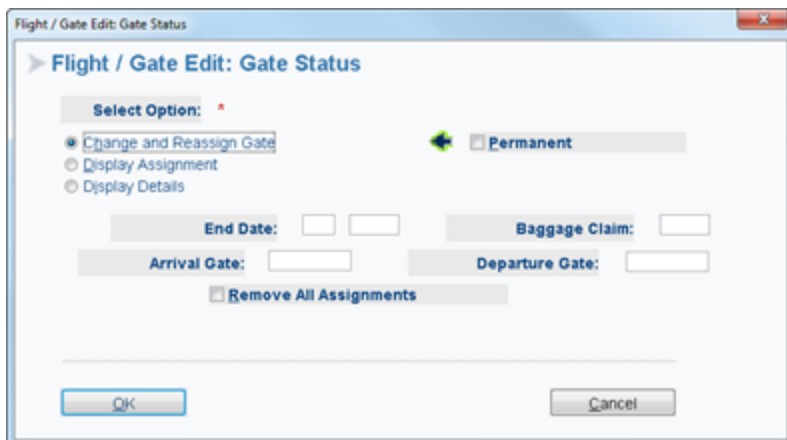 Flight / Gate Edit: Gate Status
Flight / Gate Edit: Gate Status
Select Option: *
Change and Reassign Gate
Permanent
Display Assignment
Display Details
End Date:
Baggage Claim:
Arrival Gate:
Departure Gate:
Remove All Assignments
OK
Cancel